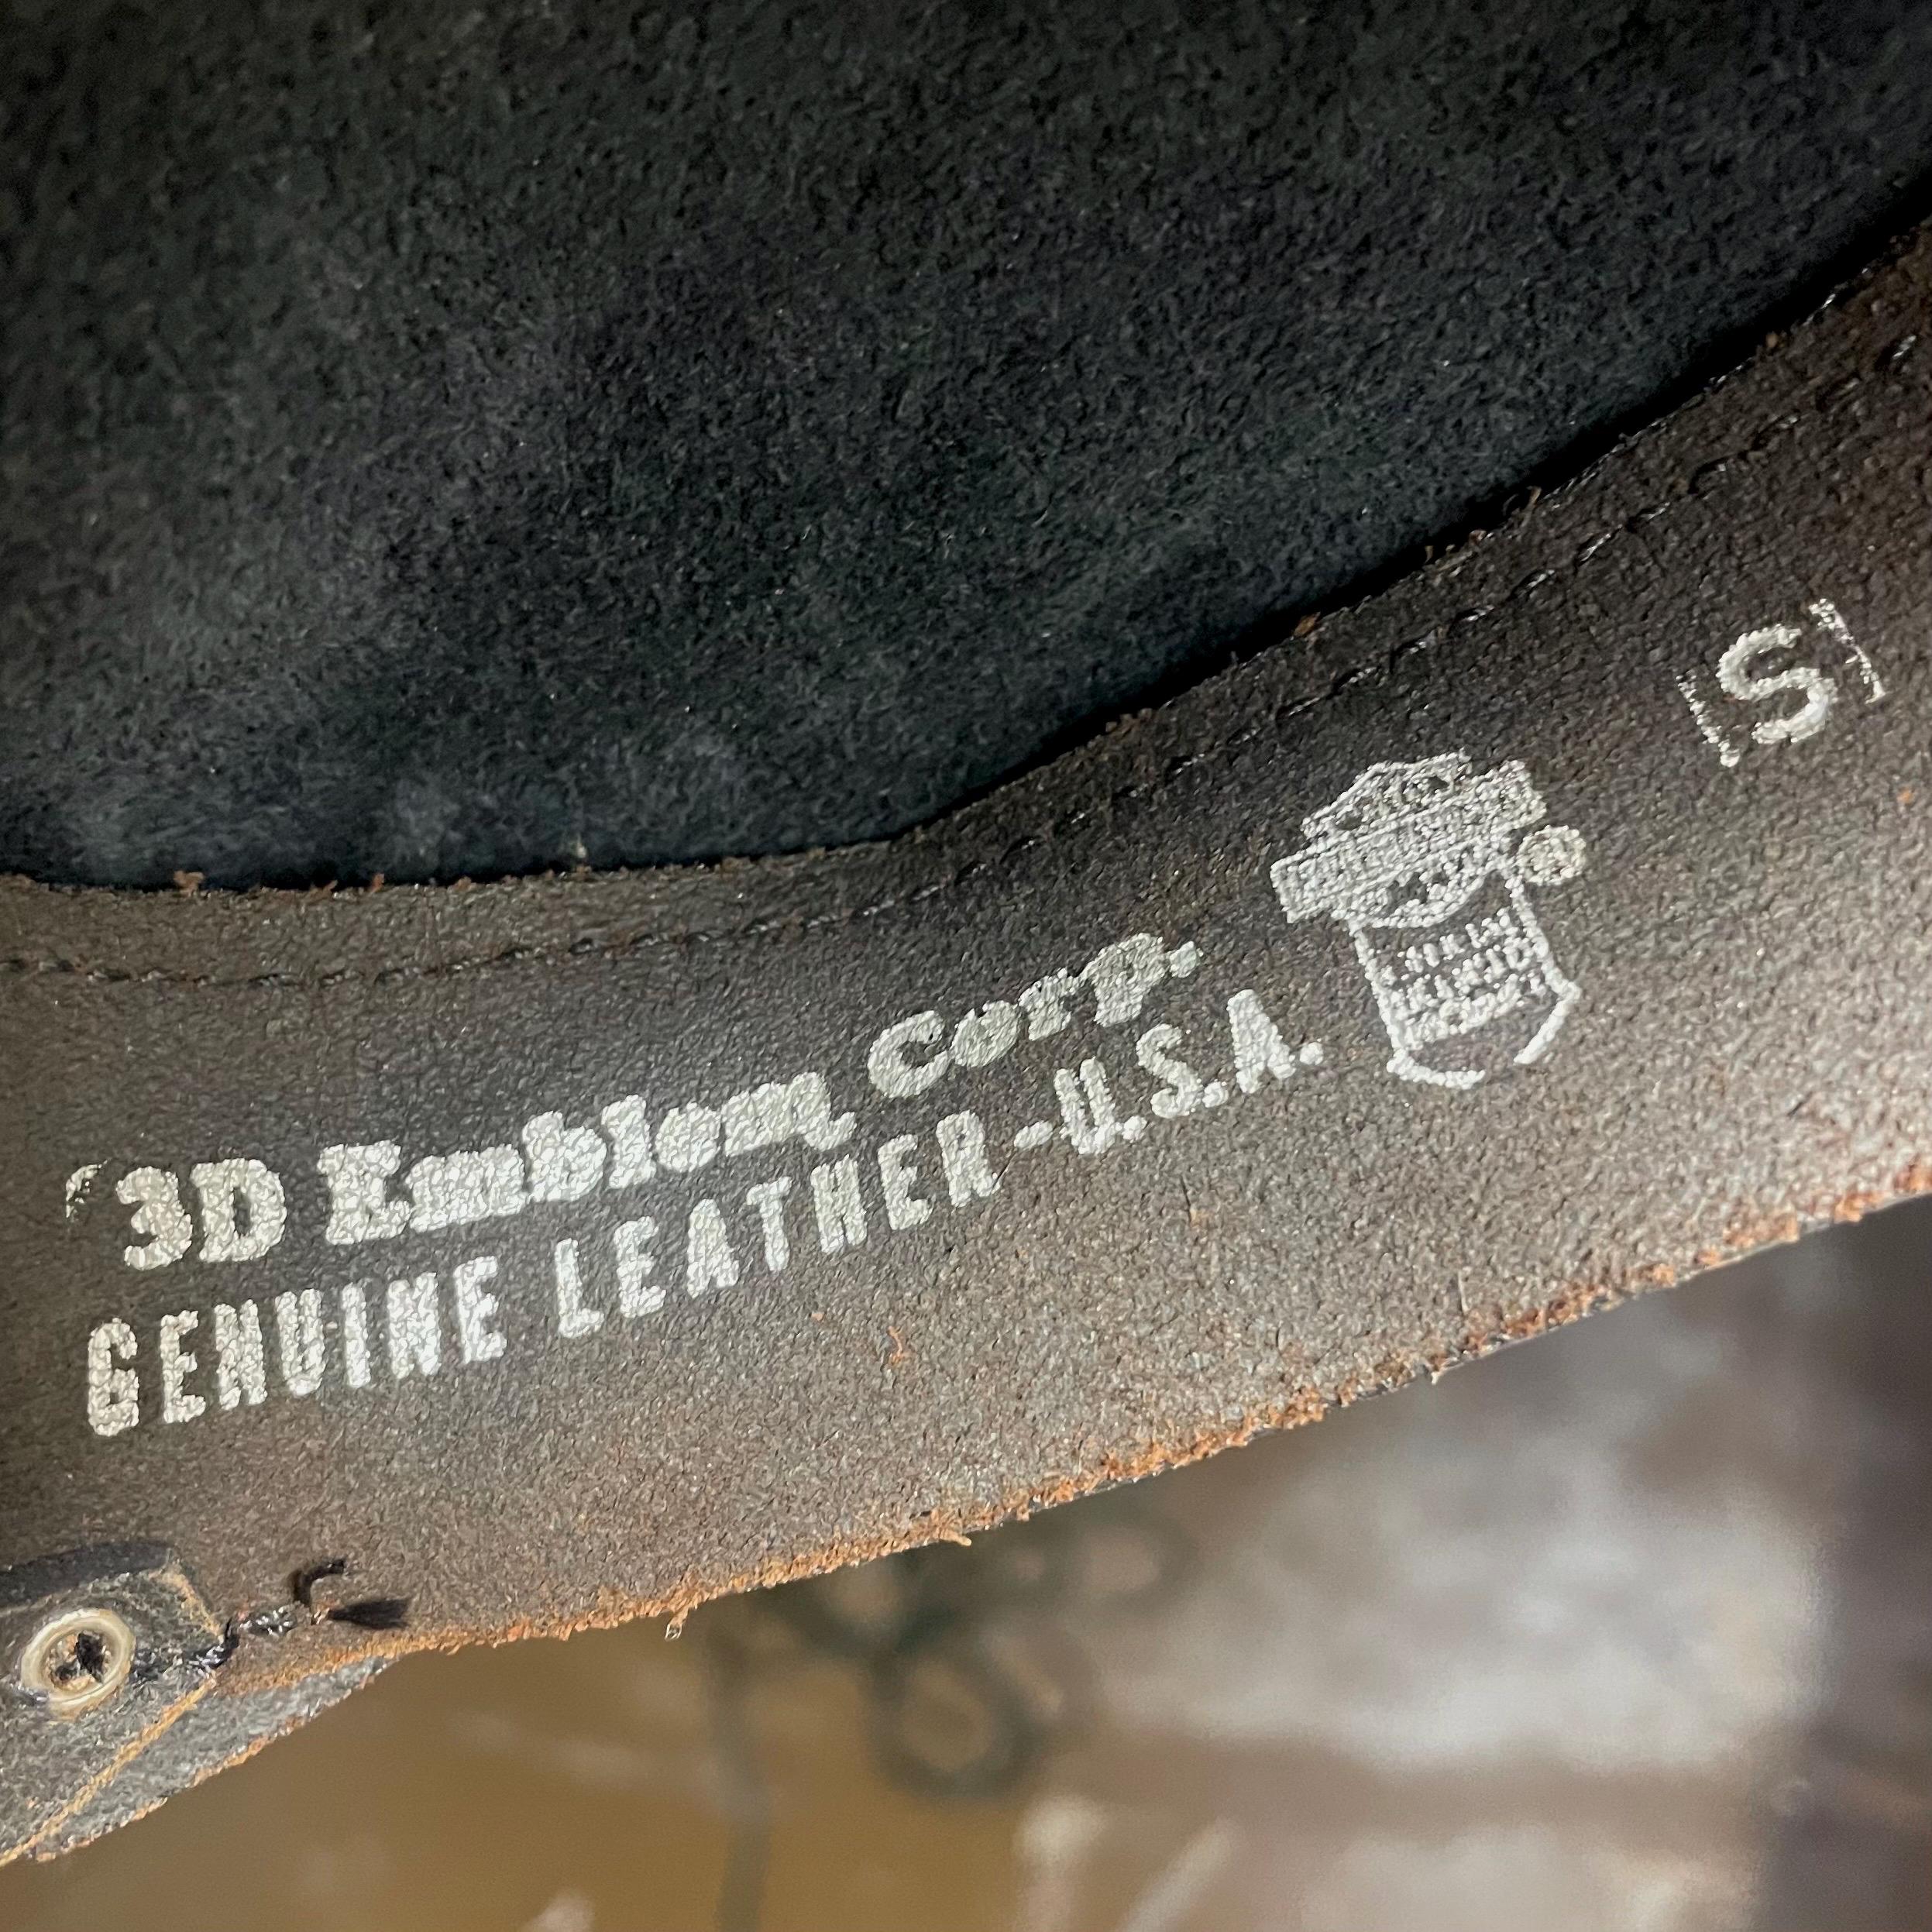 3D Emblem Corp.
GENUINE LEATHER-U.S.A.
S